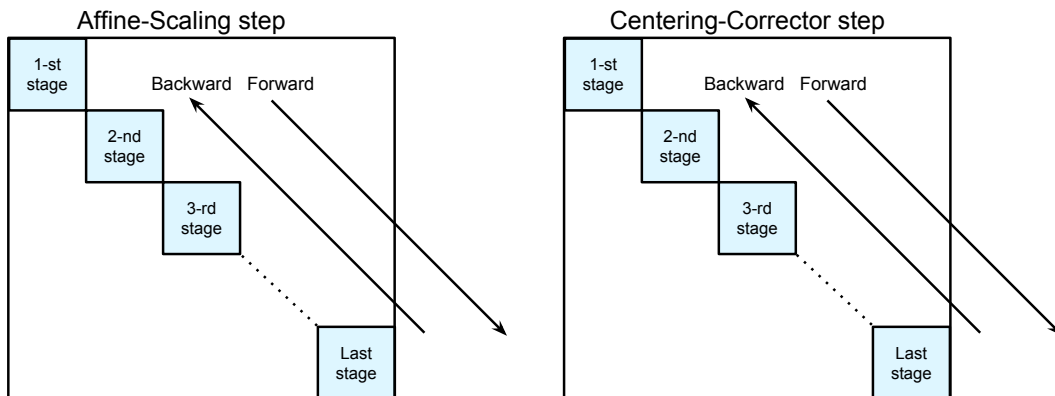 Affine-Scaling step
1-st
stage
Backward Forward
2-nd
stage
3-rd
stage
Last
stage
Centering-Corrector step
1-st
stage
Backward Forward
2-nd
stage
3-rd
stage
Last
stage